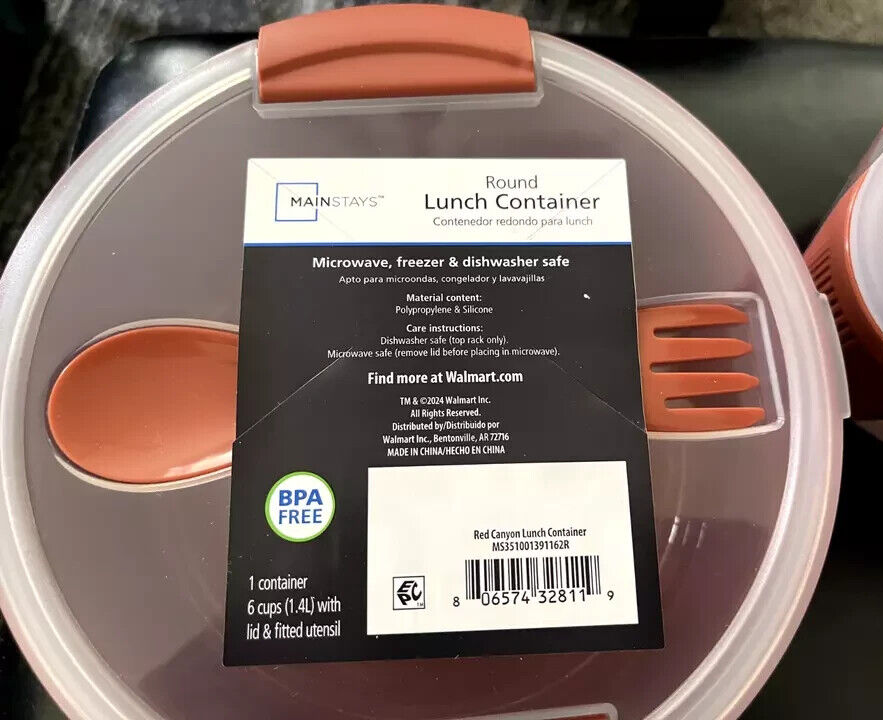 MAINSTAYS™
Round
Lunch Container
Contenedor redondo para lunch
Microwave, freezer & dishwasher safe
Apto para microondas, congelador y lavavajillas
Material content:
Polypropylene & Silicone
Care instructions:
Dishwasher safe (top rack only).
Microwave safe (remove lid before placing in microwave).
Find more at Walmart.com
TM & ©2024 Walmart Inc.
All Rights Reserved.
Distributed by/Distribuido por
Walmart Inc., Bentonville, AR 72716
MADE IN CHINA/HECHO EN CHINA
BPA
FREE
1 container
6 cups (1.4L) with
lid & fitted utensil
Red Canyon Lunch Container
MS351001391162R
EPC™
8 06574 32811 9